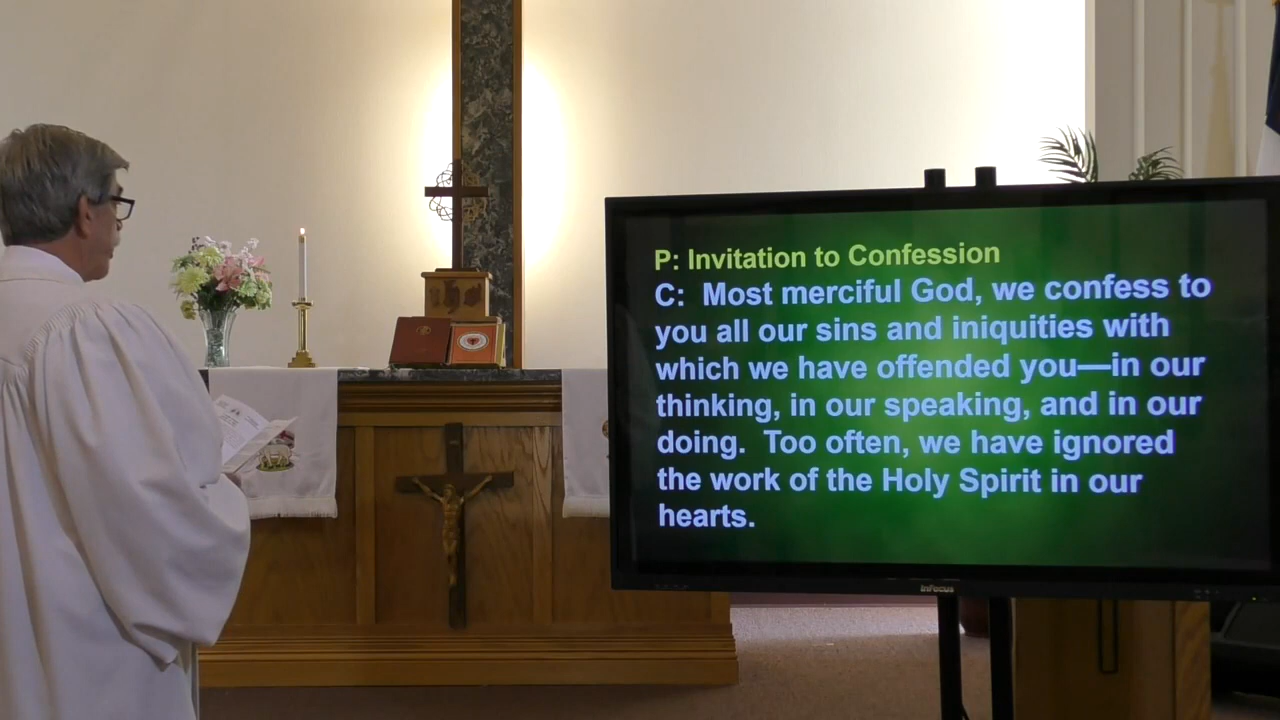 P: Invitation to Confession
C: Most merciful God, we confess to
you all our sins and iniquities with
which we have offended you—in our
thinking, in our speaking, and in our
doing. Too often, we have ignored
the work of the Holy Spirit in our
hearts.
InFocus